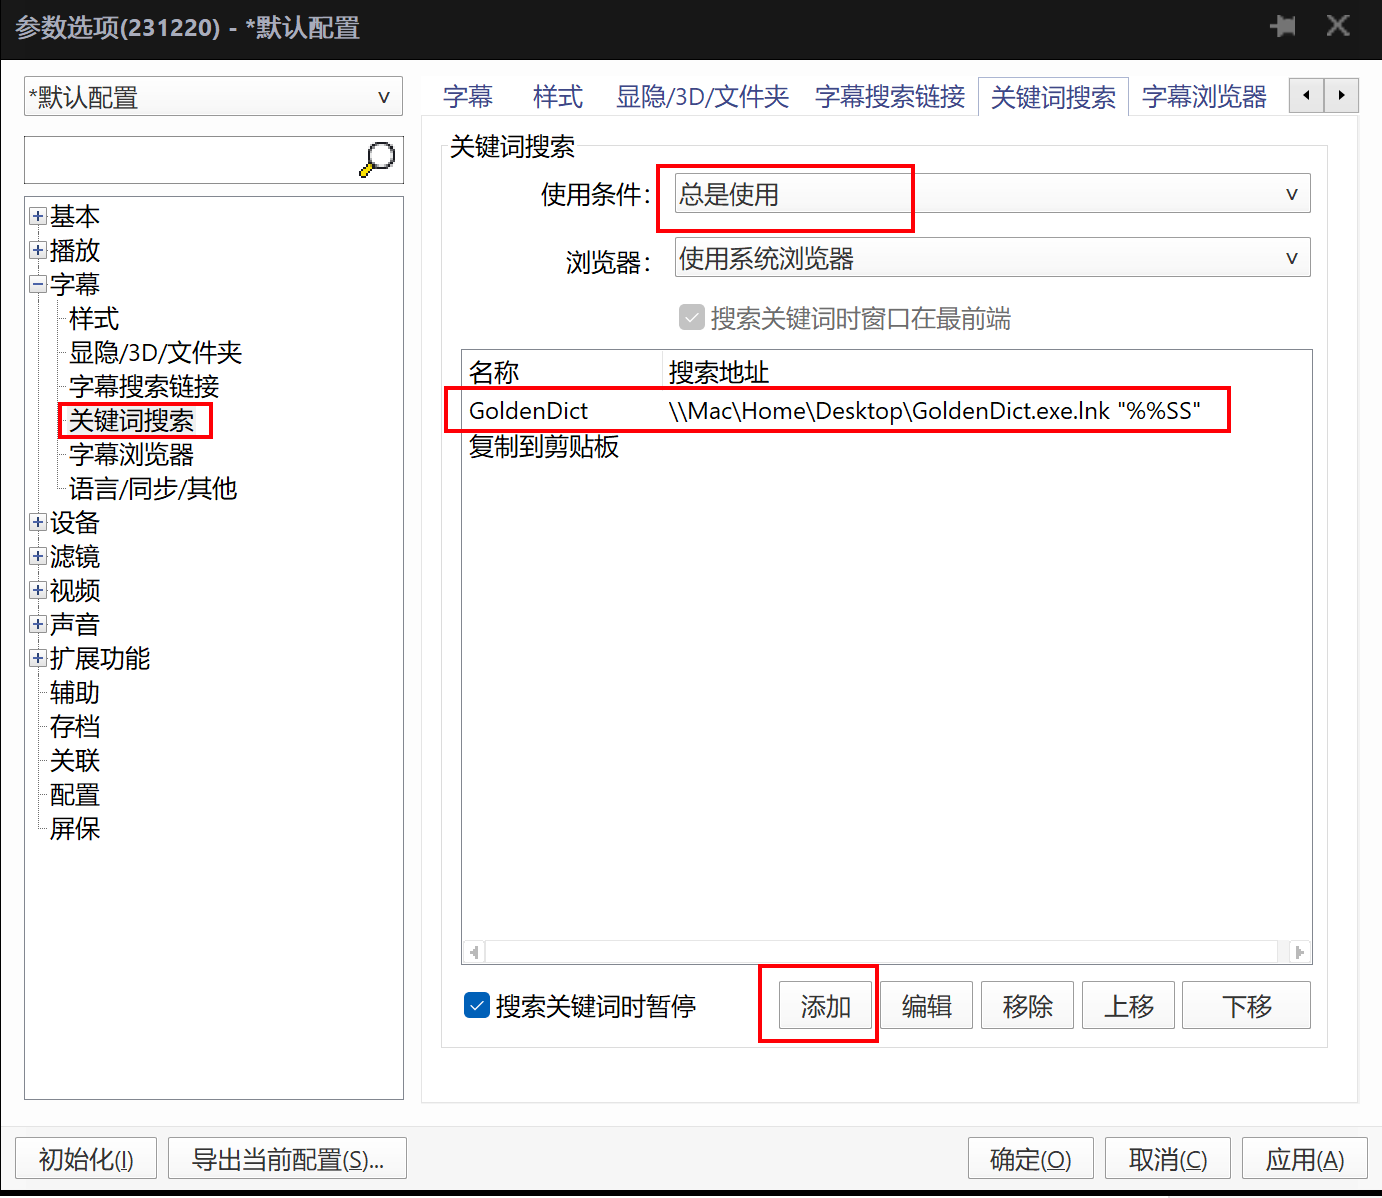 参数选项(231220) - *默认配置
*默认配置
基本
播放
字幕
样式
显隐/3D/文件夹
字幕搜索链接
关键词搜索
字幕浏览器
语言/同步/其他
设备
滤镜
视频
声音
扩展功能
辅助
存档
关联
配置
屏保
字幕 样式 显隐/3D/文件夹 字幕搜索链接 关键词搜索 字幕浏览器
关键词搜索
使用条件: 总是使用
浏览器: 使用系统浏览器
搜索关键词时窗口在最前端
名称 搜索地址
GoldenDict \\Mac\Home\Desktop\GoldenDict.exe.lnk "%%SS"
复制到剪贴板
搜索关键词时暂停 添加 编辑 移除 上移 下移
初始化(I) 导出当前配置(S)... 确定(O) 取消(C) 应用(A)